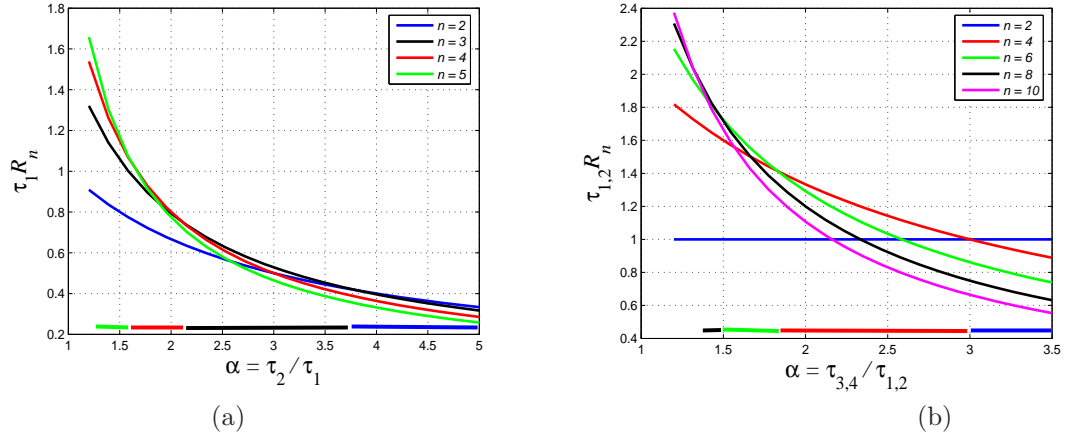 1.8
1.6
1.4
1.2
1
0.8
0.6
0.4
0.2
τ₁Rₙ
n = 2
n = 3
n = 4
n = 5
1 1.5 2 2.5 3 3.5 4 4.5 5
α = τ₂ / τ₁
(a)
2.4
2.2
2
1.8
1.6
1.4
1.2
1
0.8
0.6
0.4
τ₁,₂Rₙ
n = 2
n = 4
n = 6
n = 8
n = 10
1 1.5 2 2.5 3 3.5
α = τ₃,₄ / τ₁,₂
(b)